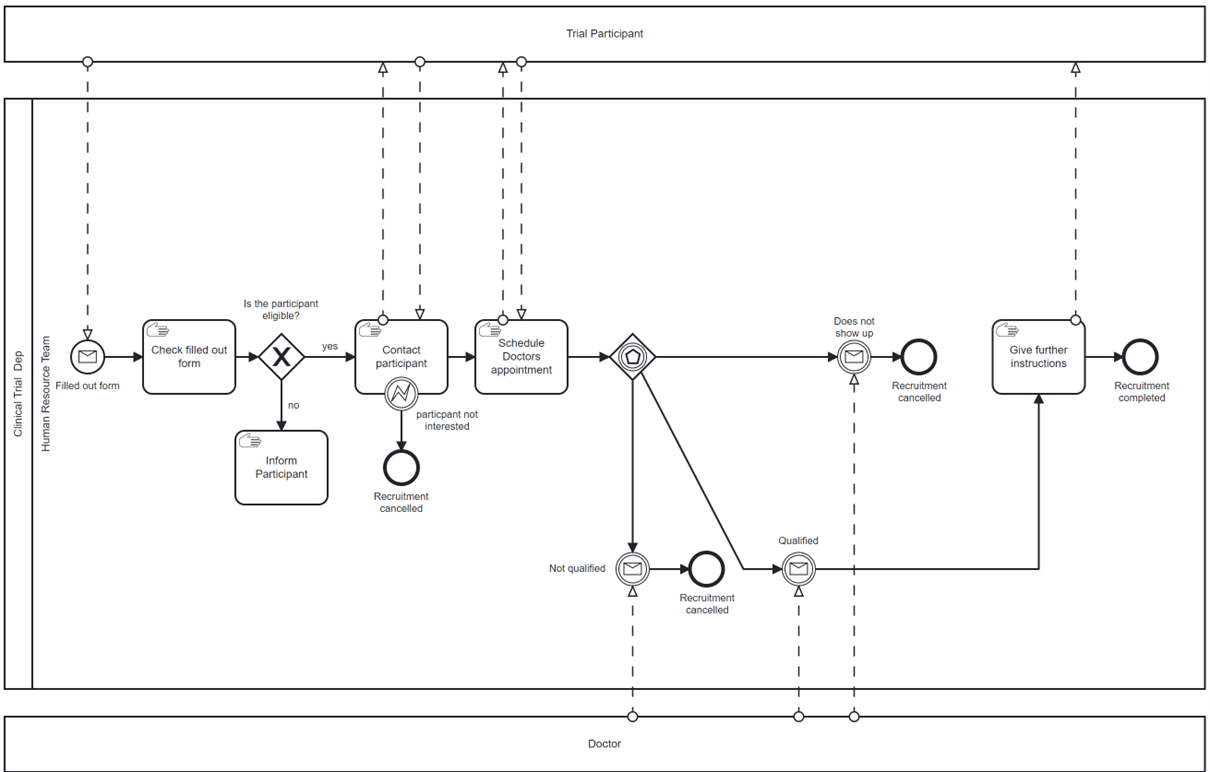 Trial Participant
Clinical Trial Dep
Human Resource Team
Filled out form
Check filled out
form
Is the participant
eligible?
yes
no
Inform
Participant
Contact
participant
particpant not
interested
Recruitment
cancelled
Schedule
Doctors
appointment
Does not
show up
Recruitment
cancelled
Not qualified
Recruitment
cancelled
Qualified
Give further
instructions
Recruitment
completed
Doctor